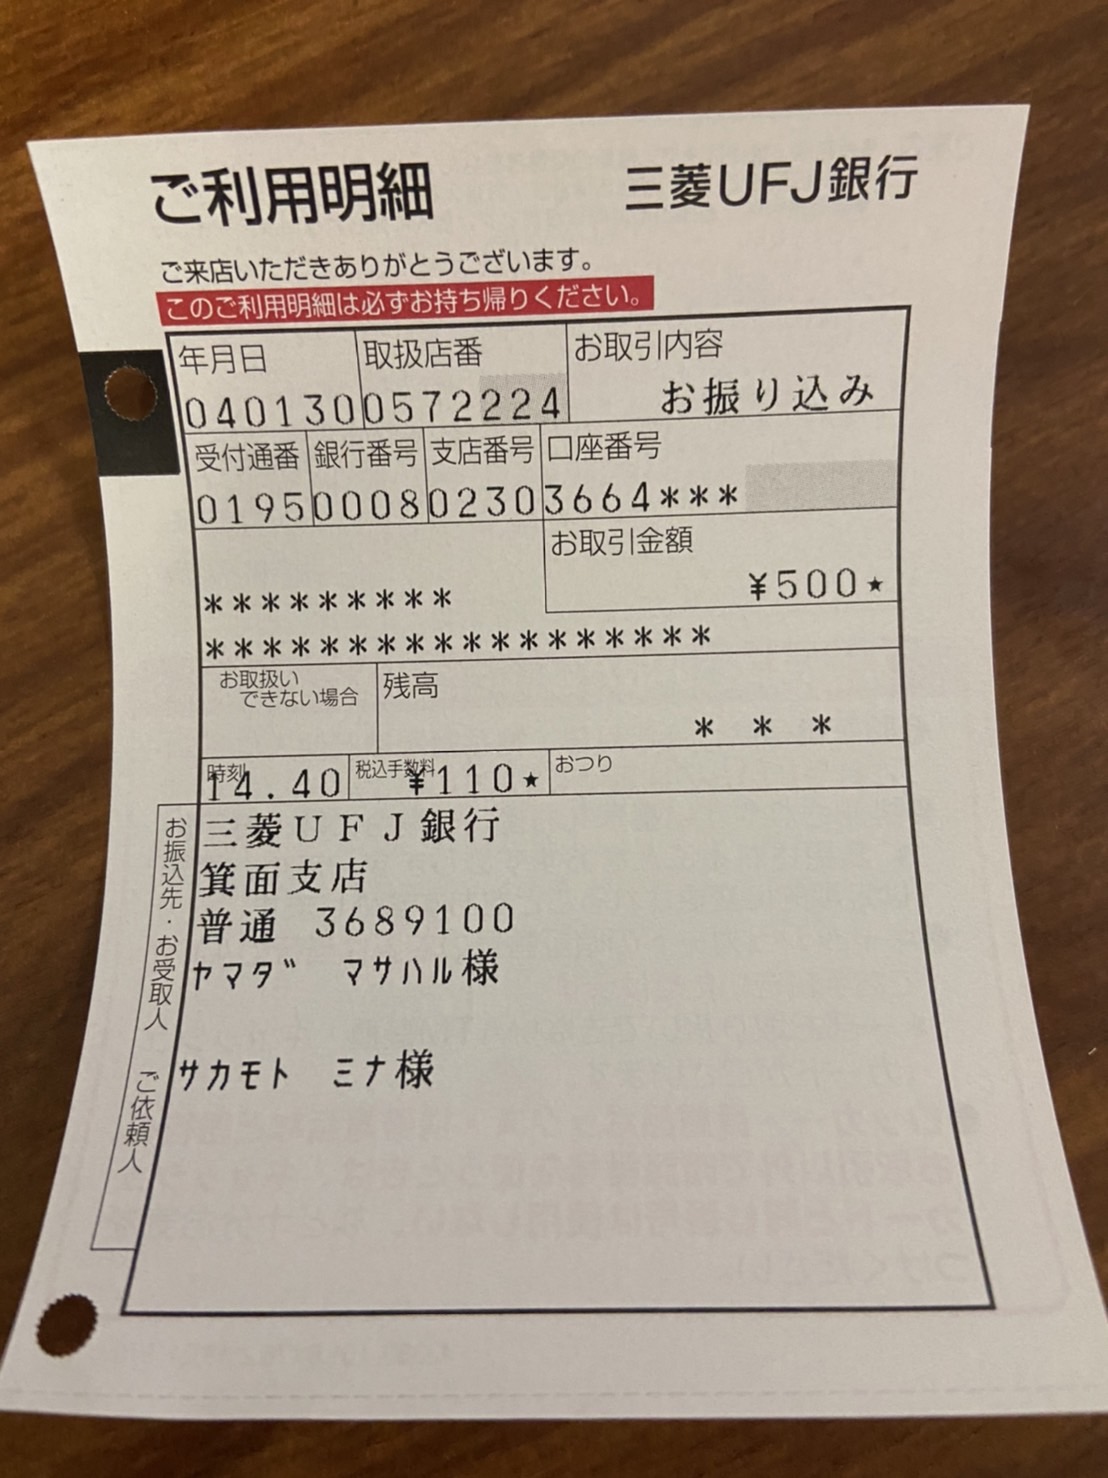 ご利用明細 三菱UFJ銀行
ご来店いただきありがとうございます。
このご利用明細は必ずお持ち帰りください。
年月日 取扱店番 お取引内容
040130 0572224 お振り込み
受付通番 銀行番号 支店番号 口座番号
0195 0008 0230 3664***
お取引金額
¥500★
*********
******************
お取扱い
できない場合
残高
* * *
時刻 税込手数料 おつり
14.40 ¥110★
お振込先・お受取人
三菱UFJ銀行
箕面支店
普通 3689100
ヤマダ゛ マサハル様
ご依頼人
サカモト ミナ様